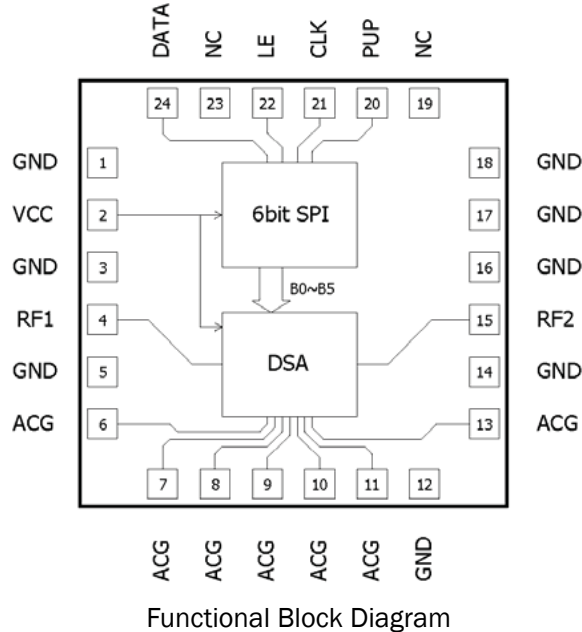 DATA NC LE CLK PUP NC
24 23 22 21 20 19
GND 1 18 GND
VCC 2 6bit SPI 17 GND
GND 3 16 GND
B0~B5
RF1 4 15 RF2
DSA
GND 5 14 GND
ACG 6 13 ACG
7 8 9 10 11 12
ACG ACG ACG ACG ACG GND
Functional Block Diagram